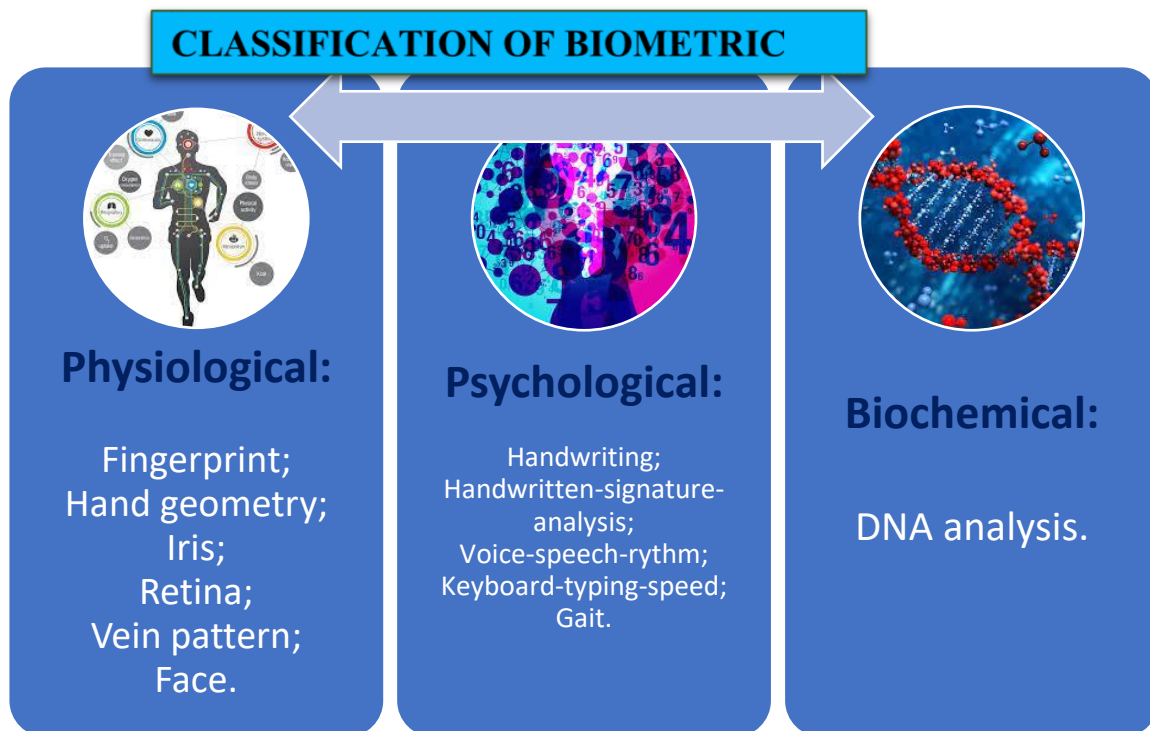 CLASSIFICATION OF BIOMETRIC
Physiological:
Fingerprint;
Hand geometry;
Iris;
Retina;
Vein pattern;
Face.
Psychological:
Handwriting;
Handwritten-signature-
analysis;
Voice-speech-rythm;
Keyboard-typing-speed;
Gait.
Biochemical:
DNA analysis.